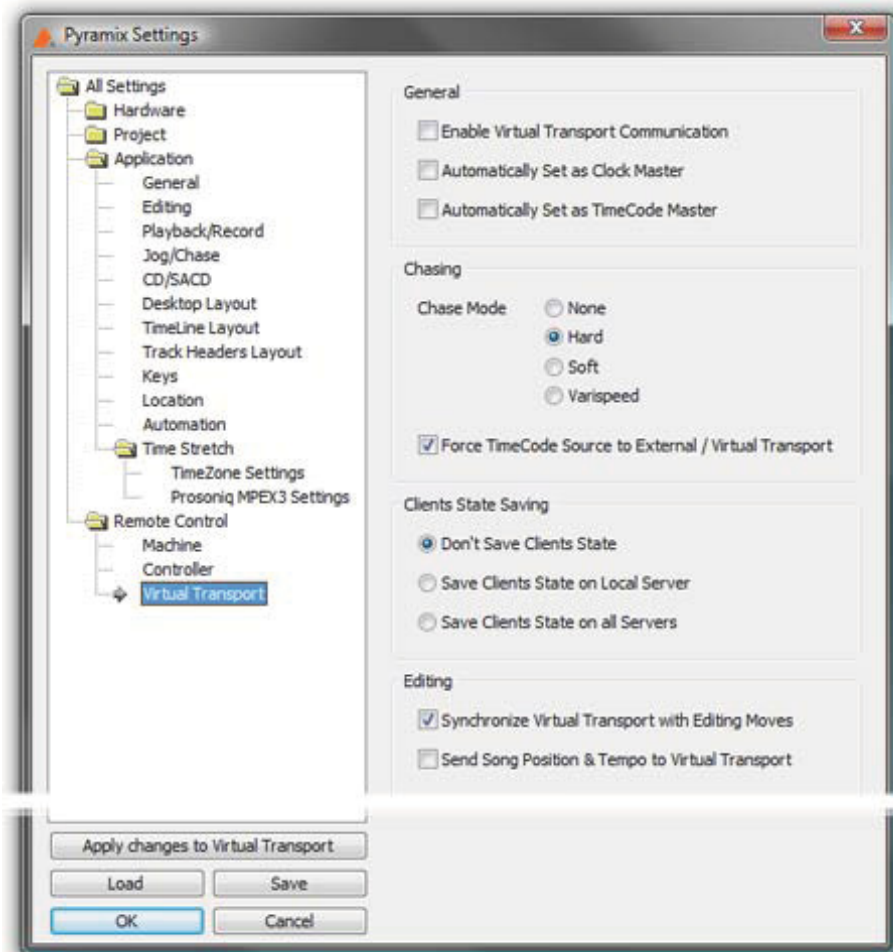 Pyramix Settings
All Settings
Hardware
Project
Application
General
Editing
Playback/Record
Jog/Chase
CD/SACD
Desktop Layout
TimeLine Layout
Track Headers Layout
Keys
Location
Automation
Time Stretch
TimeZone Settings
Prosoniq MPEX3 Settings
Remote Control
Machine
Controller
Virtual Transport
Apply changes to Virtual Transport
Load Save
OK Cancel
General
Enable Virtual Transport Communication
Automatically Set as Clock Master
Automatically Set as TimeCode Master
Chasing
Chase Mode None
Hard
Soft
Varispeed
Force TimeCode Source to External / Virtual Transport
Clients State Saving
Don't Save Clients State
Save Clients State on Local Server
Save Clients State on all Servers
Editing
Synchronize Virtual Transport with Editing Moves
Send Song Position & Tempo to Virtual Transport